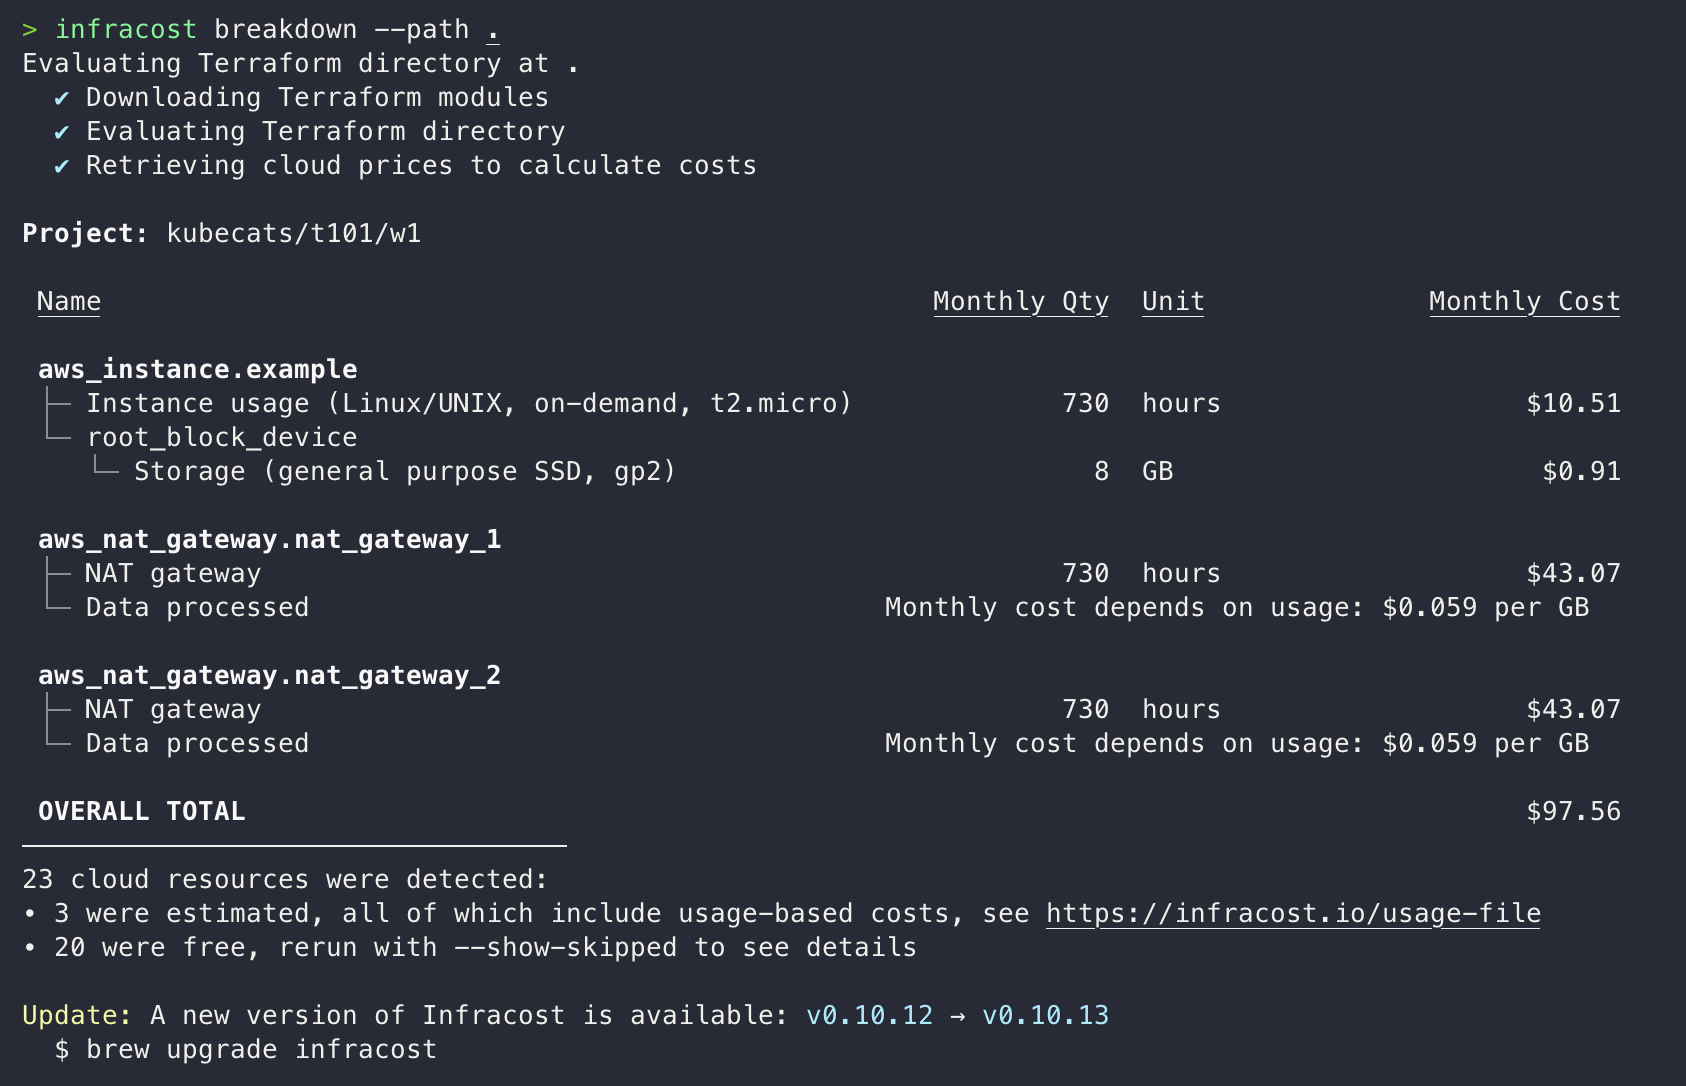 > infracost breakdown --path .
Evaluating Terraform directory at .
  ✔ Downloading Terraform modules
  ✔ Evaluating Terraform directory
  ✔ Retrieving cloud prices to calculate costs

Project: kubecats/t101/w1

 Name                                                    Monthly Qty  Unit              Monthly Cost

 aws_instance.example
 ├─ Instance usage (Linux/UNIX, on-demand, t2.micro)             730  hours                   $10.51
 └─ root_block_device
    └─ Storage (general purpose SSD, gp2)                          8  GB                       $0.91

 aws_nat_gateway.nat_gateway_1
 ├─ NAT gateway                                                  730  hours                   $43.07
 └─ Data processed                                    Monthly cost depends on usage: $0.059 per GB

 aws_nat_gateway.nat_gateway_2
 ├─ NAT gateway                                                  730  hours                   $43.07
 └─ Data processed                                    Monthly cost depends on usage: $0.059 per GB

 OVERALL TOTAL                                                                                $97.56
──────────────────────────────────
23 cloud resources were detected:
• 3 were estimated, all of which include usage-based costs, see https://infracost.io/usage-file
• 20 were free, rerun with --show-skipped to see details

Update: A new version of Infracost is available: v0.10.12 → v0.10.13
  $ brew upgrade infracost